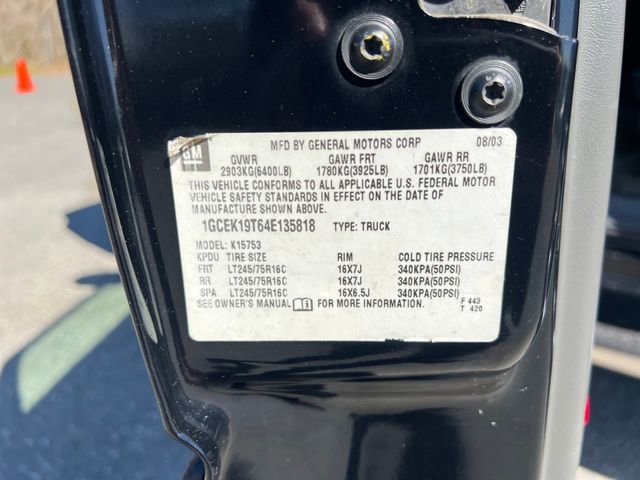 GM
MFD BY GENERAL MOTORS CORP 08/03
GVWR GAWR FRT GAWR RR
2903KG(6400LB) 1780KG(3925LB) 1701KG(3750LB)
THIS VEHICLE CONFORMS TO ALL APPLICABLE U.S. FEDERAL MOTOR
VEHICLE SAFETY STANDARDS IN EFFECT ON THE DATE OF
MANUFACTURE SHOWN ABOVE.
1GCEK19T64E135818 TYPE: TRUCK
MODEL: K15753
KPDU TIRE SIZE RIM COLD TIRE PRESSURE
FRT LT245/75R16C 16X7J 340KPA(50PSI)
RR LT245/75R16C 16X7J 340KPA(50PSI)
SPA LT245/75R16C 16X6.5J 340KPA(50PSI)
SEE OWNER'S MANUAL FOR MORE INFORMATION.
F 443
T 420